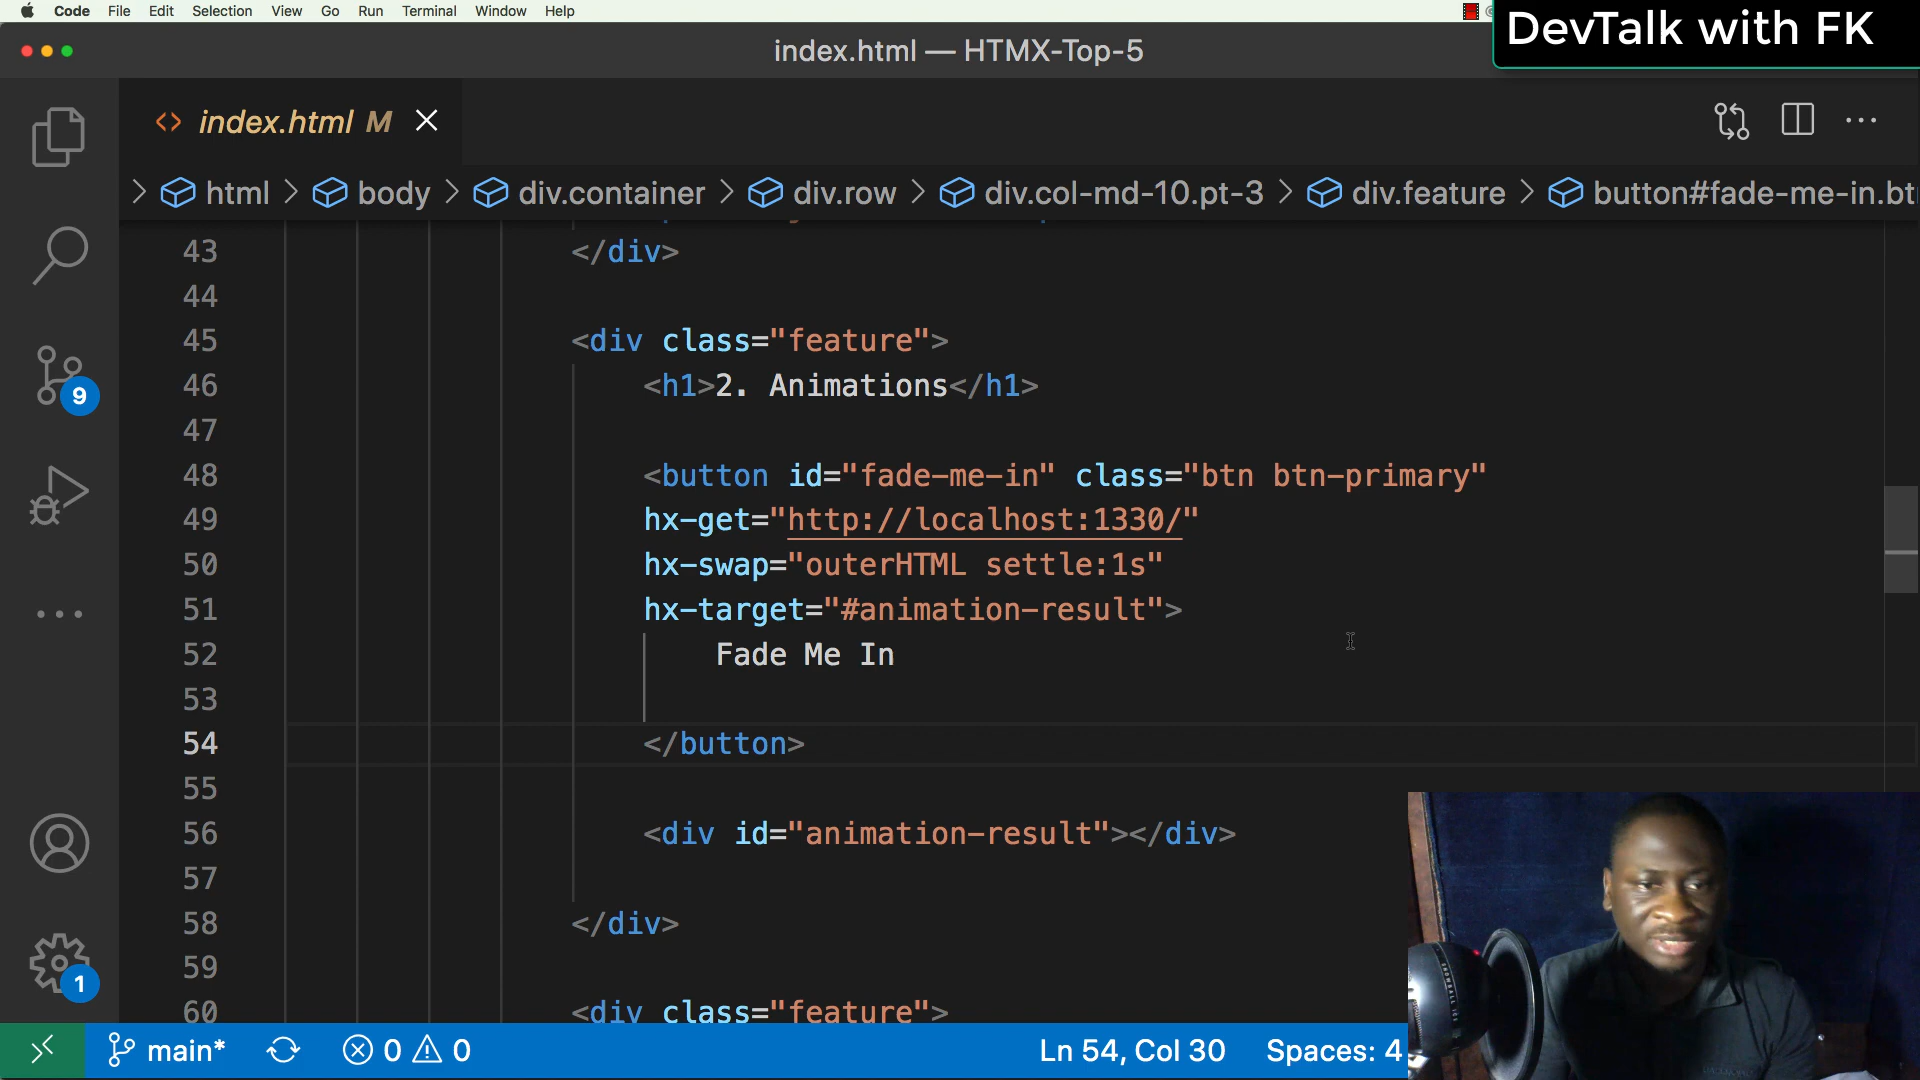 Code File Edit Selection View Go Run Terminal Window Help
DevTalk with FK
index.html — HTMX-Top-5
<> index.html M
html > body > div.container > div.row > div.col-md-10.pt-3 > div.feature > button#fade-me-in.bt
43 </div>
44
45 <div class="feature">
46 <h1>2. Animations</h1>
47
48 <button id="fade-me-in" class="btn btn-primary"
49 hx-get="http://localhost:1330/"
50 hx-swap="outerHTML settle:1s"
51 hx-target="#animation-result">
52 Fade Me In
53
54 </button>
55
56 <div id="animation-result"></div>
57
58 </div>
59
60 <div class="feature">
9
1
main* 0 0 Ln 54, Col 30 Spaces: 4